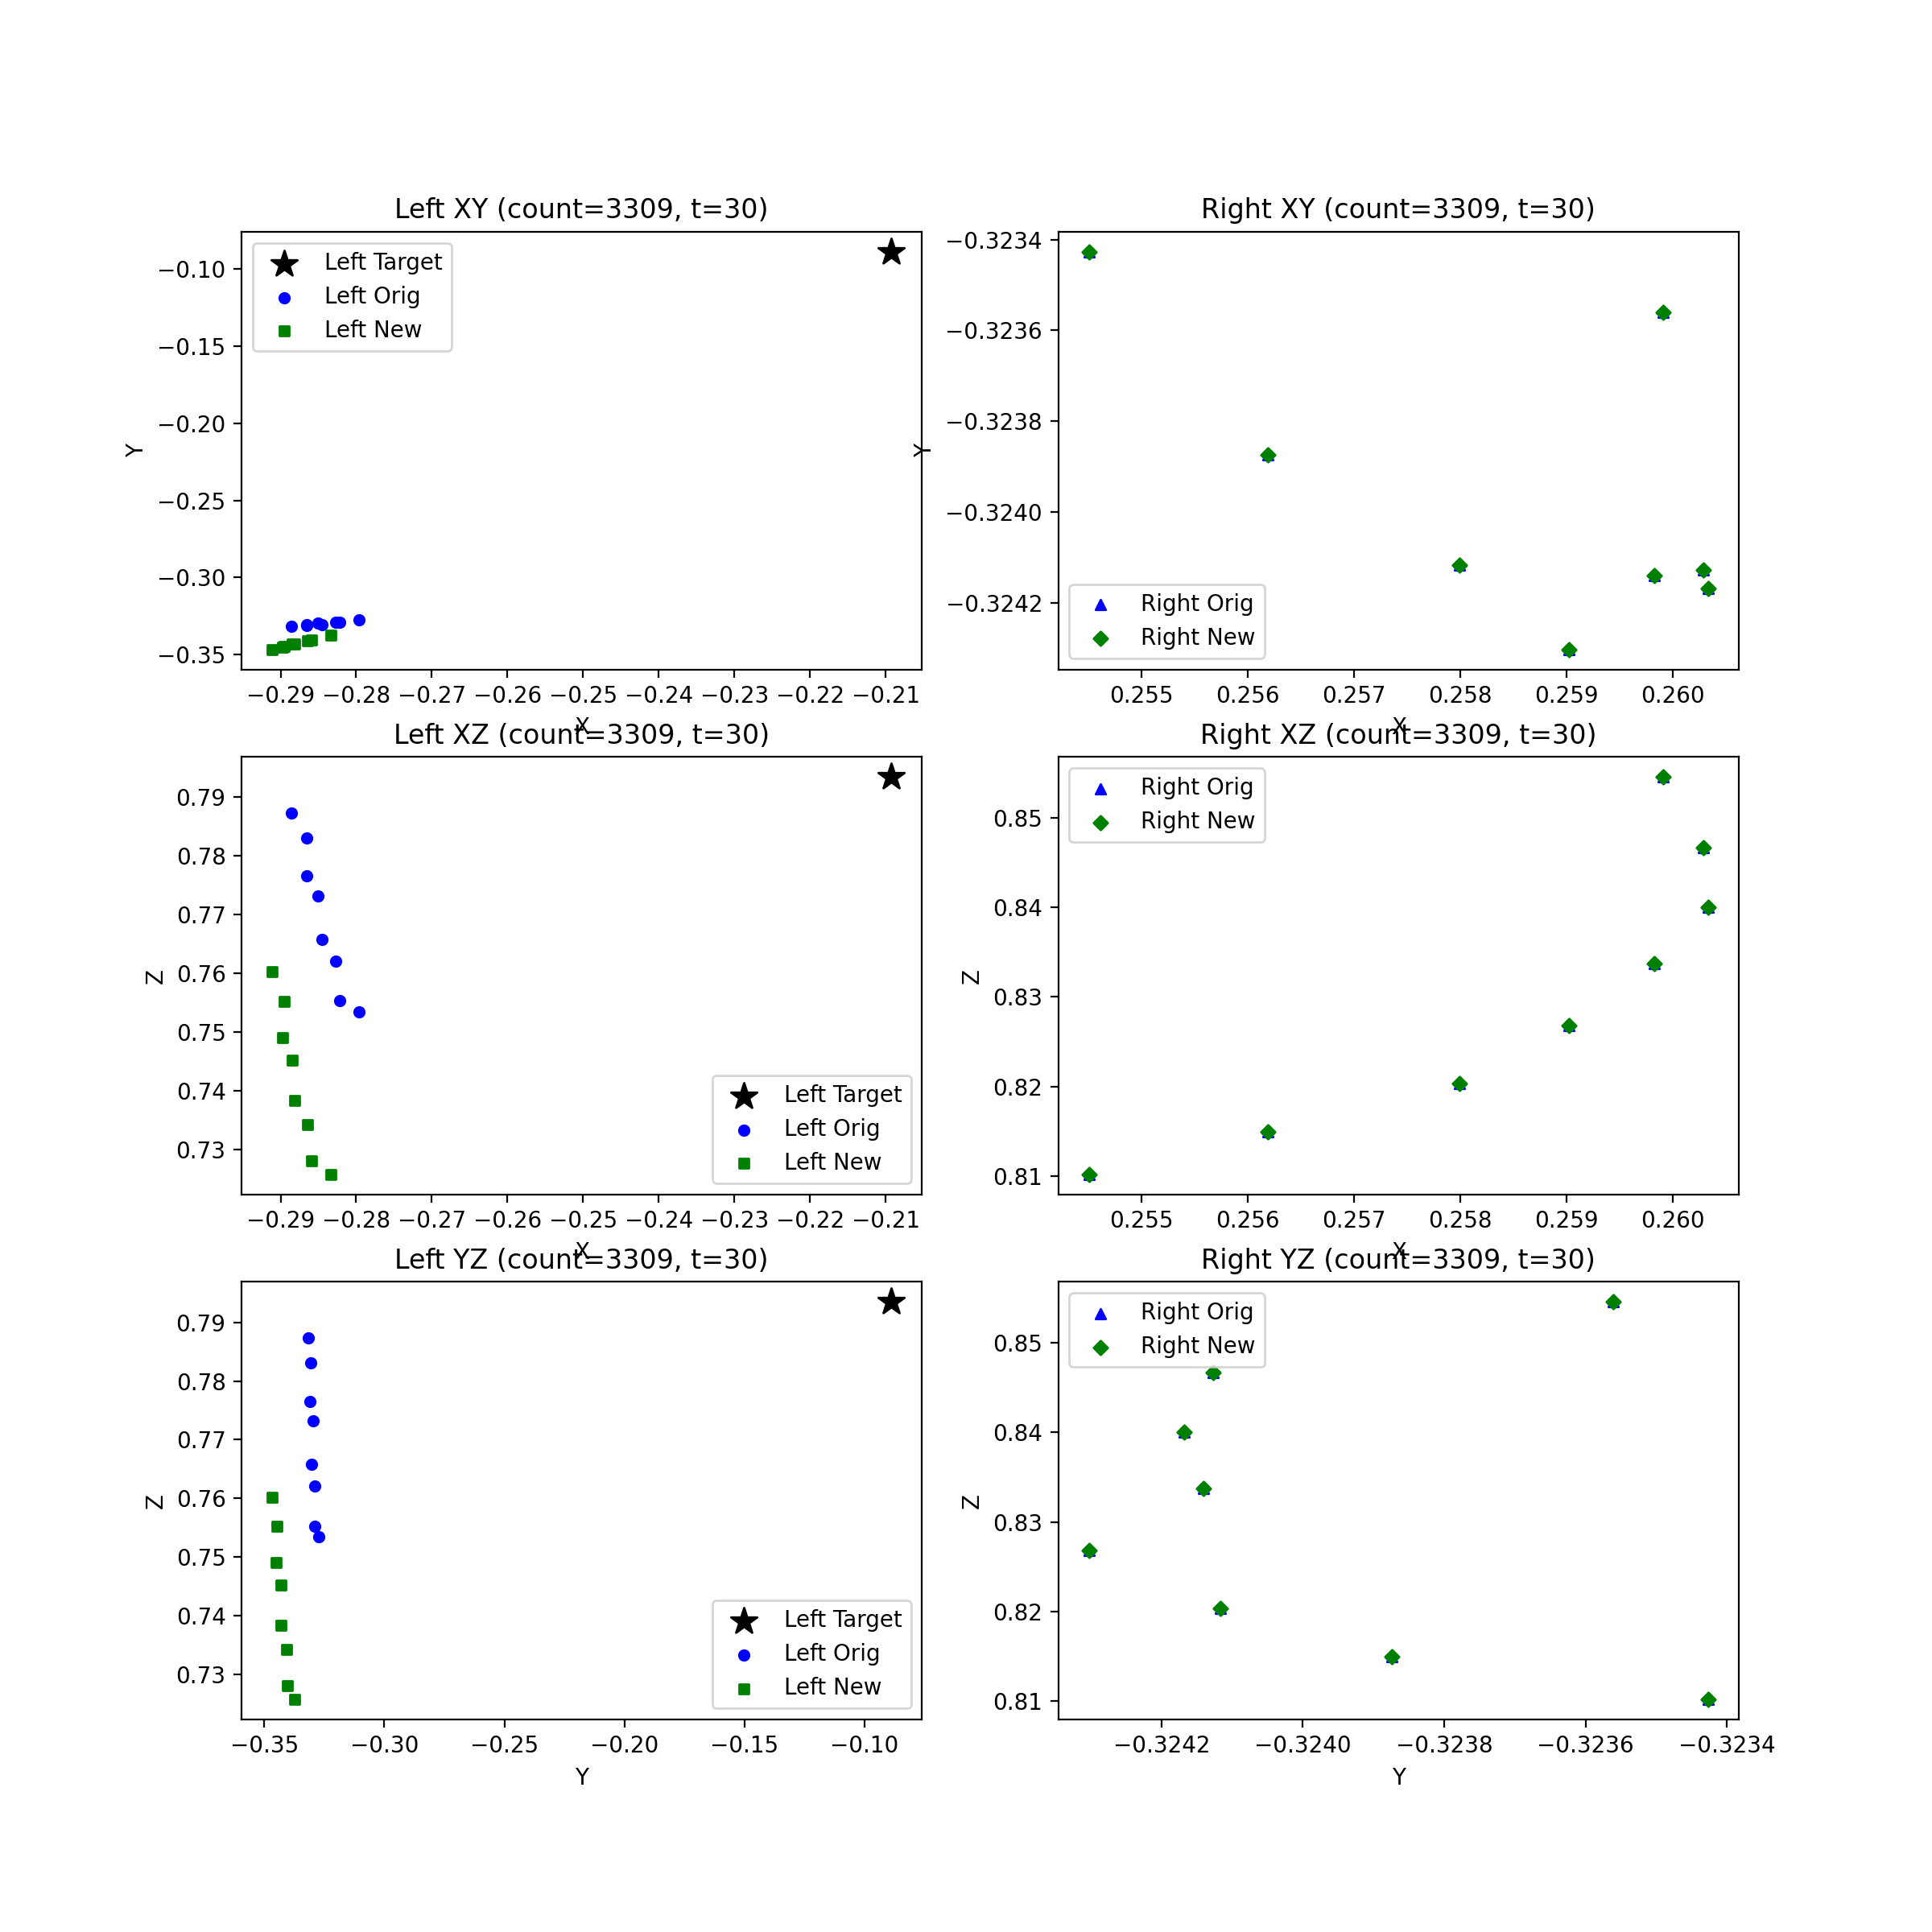 Left XY (count=3309, t=30)
Left Target
Left Orig
Left New
−0.10
−0.15
−0.20
−0.25
−0.30
−0.35
Y
−0.29 −0.28 −0.27 −0.26 −0.25 −0.24 −0.23 −0.22 −0.21
X
Right XY (count=3309, t=30)
−0.3234
−0.3236
−0.3238
−0.3240
−0.3242
Y
Right Orig
Right New
0.255 0.256 0.257 0.258 0.259 0.260
X
Left XZ (count=3309, t=30)
0.79
0.78
0.77
0.76
0.75
0.74
0.73
Z
Left Target
Left Orig
Left New
−0.29 −0.28 −0.27 −0.26 −0.25 −0.24 −0.23 −0.22 −0.21
X
Right XZ (count=3309, t=30)
Right Orig
Right New
0.85
0.84
0.83
0.82
0.81
Z
0.255 0.256 0.257 0.258 0.259 0.260
X
Left YZ (count=3309, t=30)
0.79
0.78
0.77
0.76
0.75
0.74
0.73
Z
Left Target
Left Orig
Left New
−0.35 −0.30 −0.25 −0.20 −0.15 −0.10
Y
Right YZ (count=3309, t=30)
Right Orig
Right New
0.85
0.84
0.83
0.82
0.81
Z
−0.3242 −0.3240 −0.3238 −0.3236 −0.3234
Y